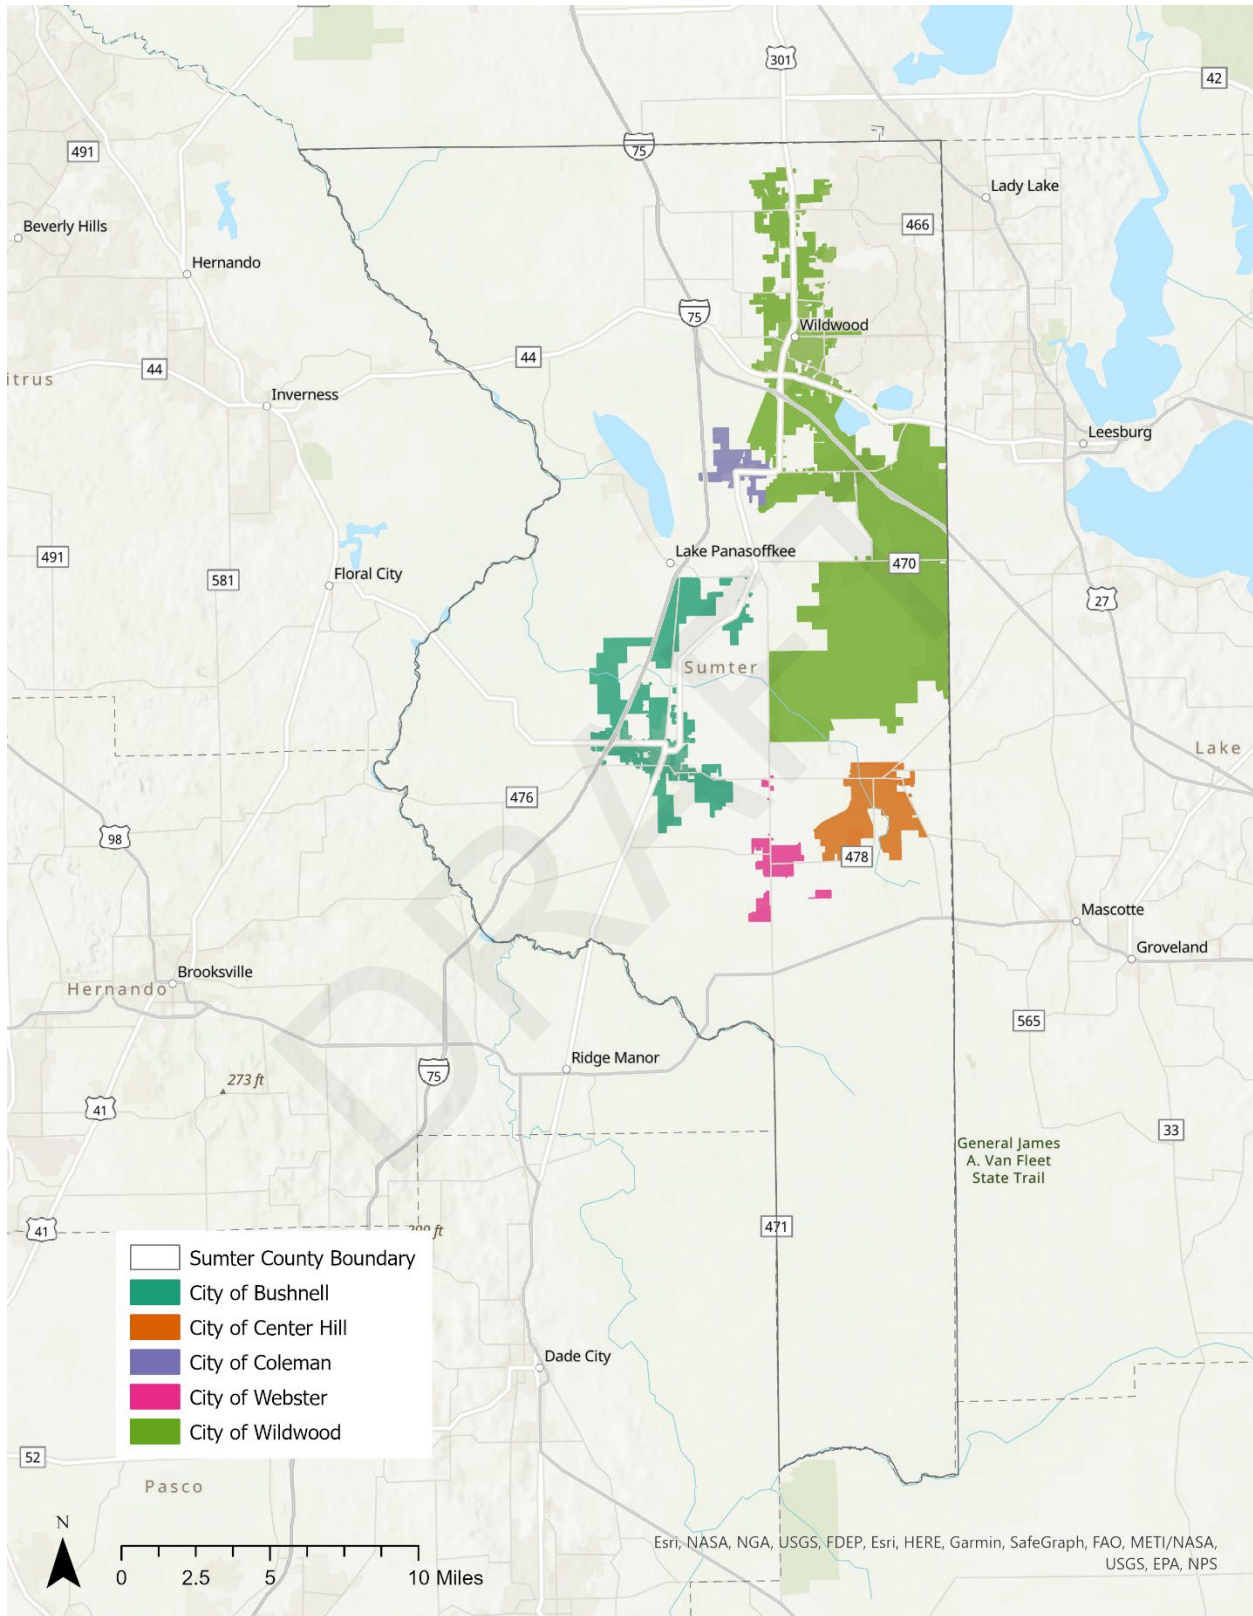 301
42
491
75
Lady Lake
466
Beverly Hills
Hernando
75
Wildwood
44
44
itrus
Inverness
Leesburg
491
581
Floral City
Lake Panasoffkee
470
27
Sumter
DRAFT
Lake
476
98
478
Mascotte
Groveland
Brooksville
Hernando
565
Ridge Manor
75
273 ft
41
33
General James
A. Van Fleet
State Trail
471
41
Sumter County Boundary
City of Bushnell
City of Center Hill
City of Coleman
City of Webster
City of Wildwood
Dade City
52
Pasco
N
0 2.5 5 10 Miles
Esri, NASA, NGA, USGS, FDEP, Esri, HERE, Garmin, SafeGraph, FAO, METI/NASA,
USGS, EPA, NPS